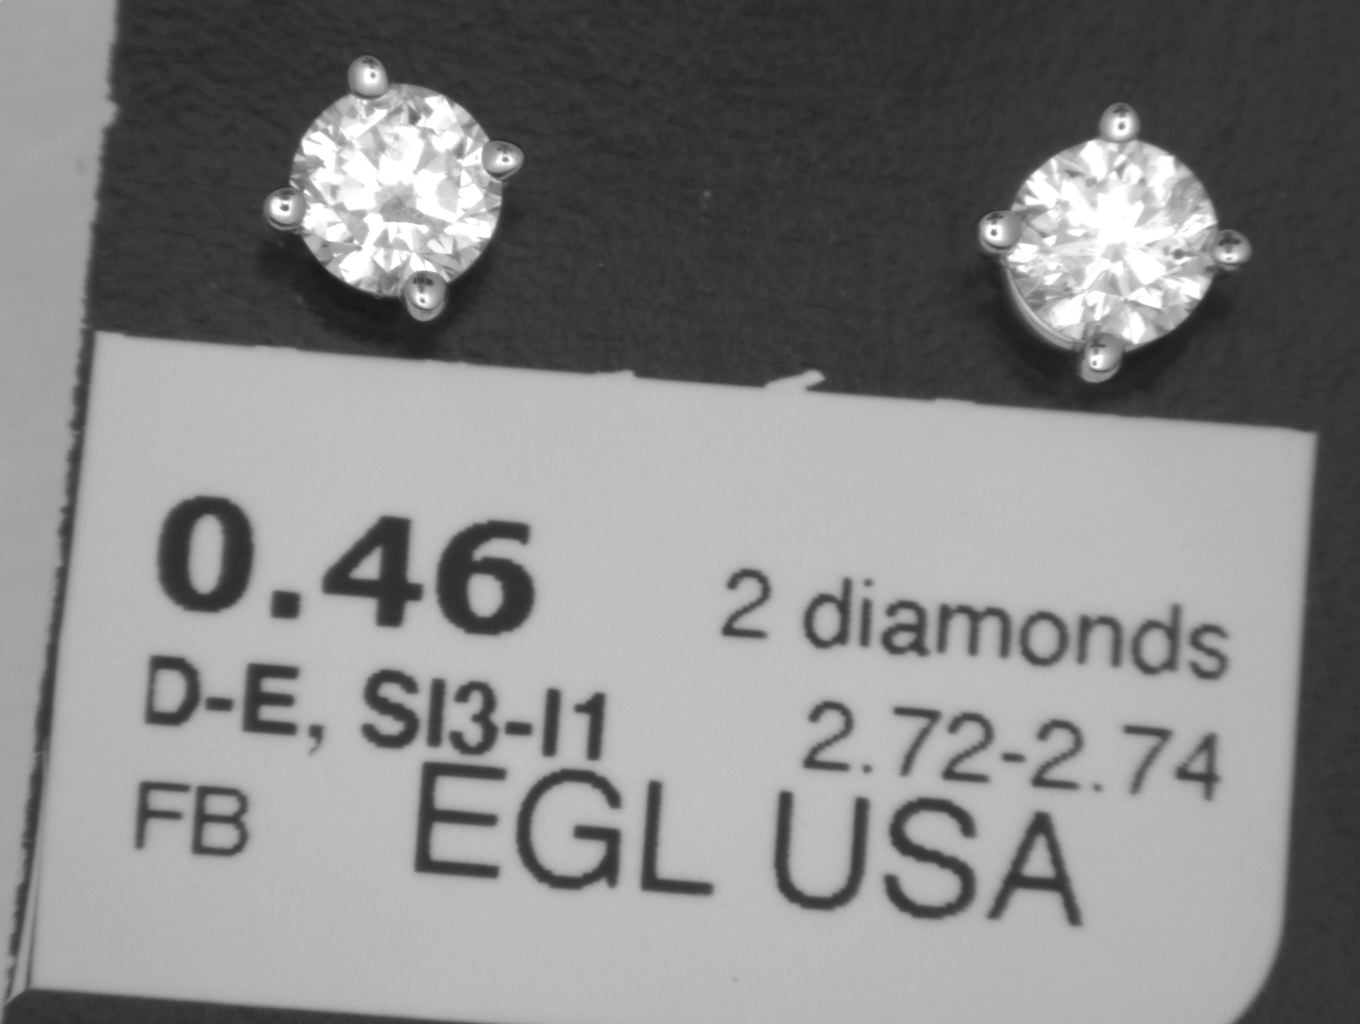 0.46 2 diamonds
D-E, SI3-I1 2.72-2.74
FB EGL USA